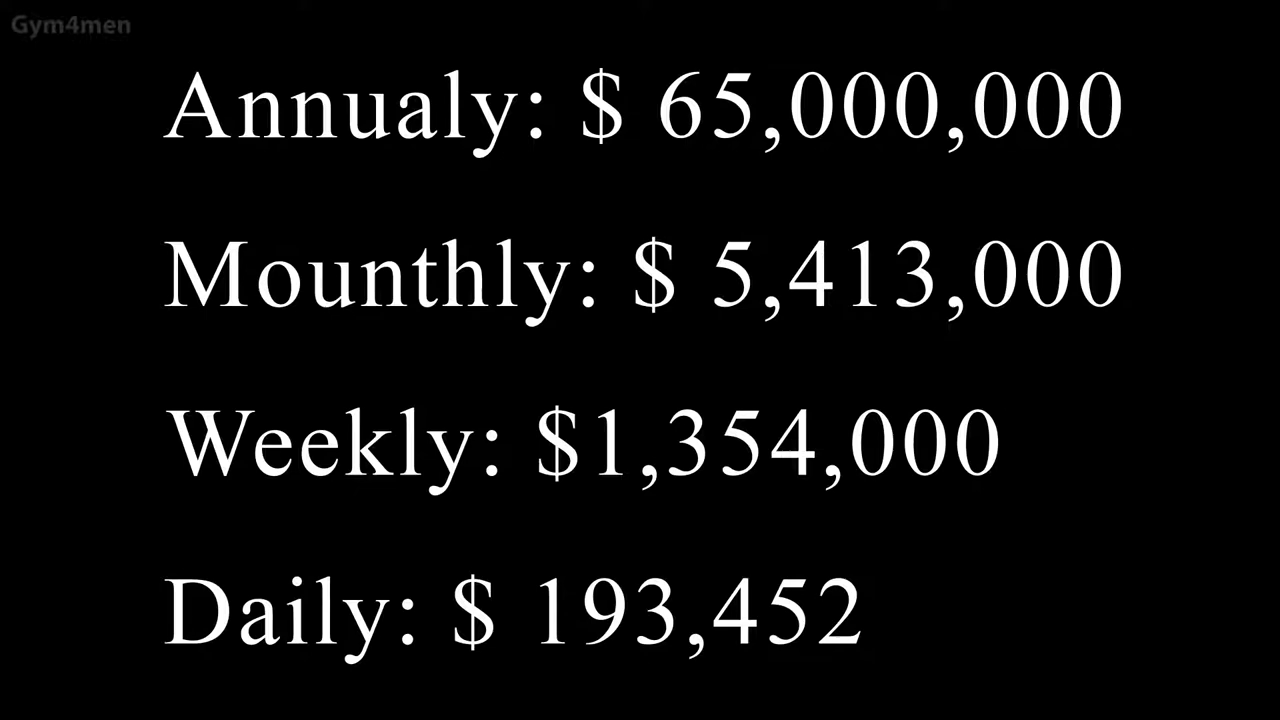 Gym4men
Annualy: $ 65,000,000
Mounthly: $ 5,413,000
Weekly: $1,354,000
Daily: $ 193,452